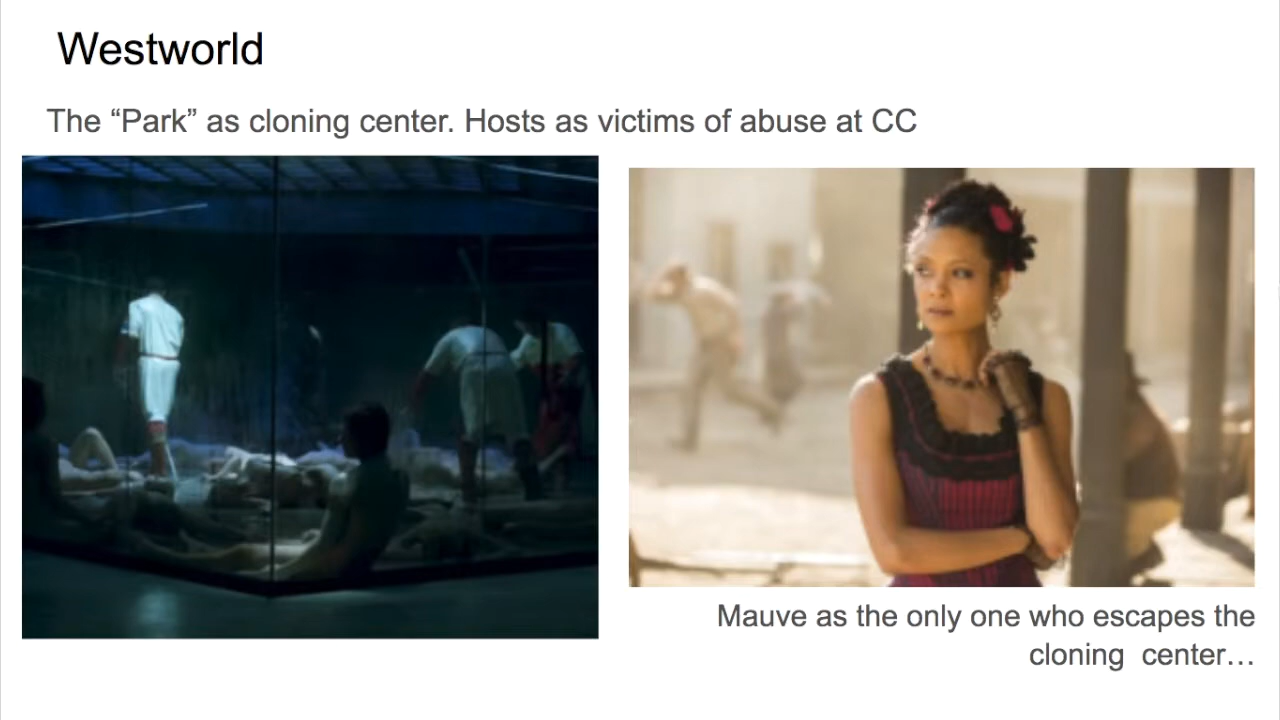 Westworld
The “Park” as cloning center. Hosts as victims of abuse at CC
Mauve as the only one who escapes the
cloning  center…